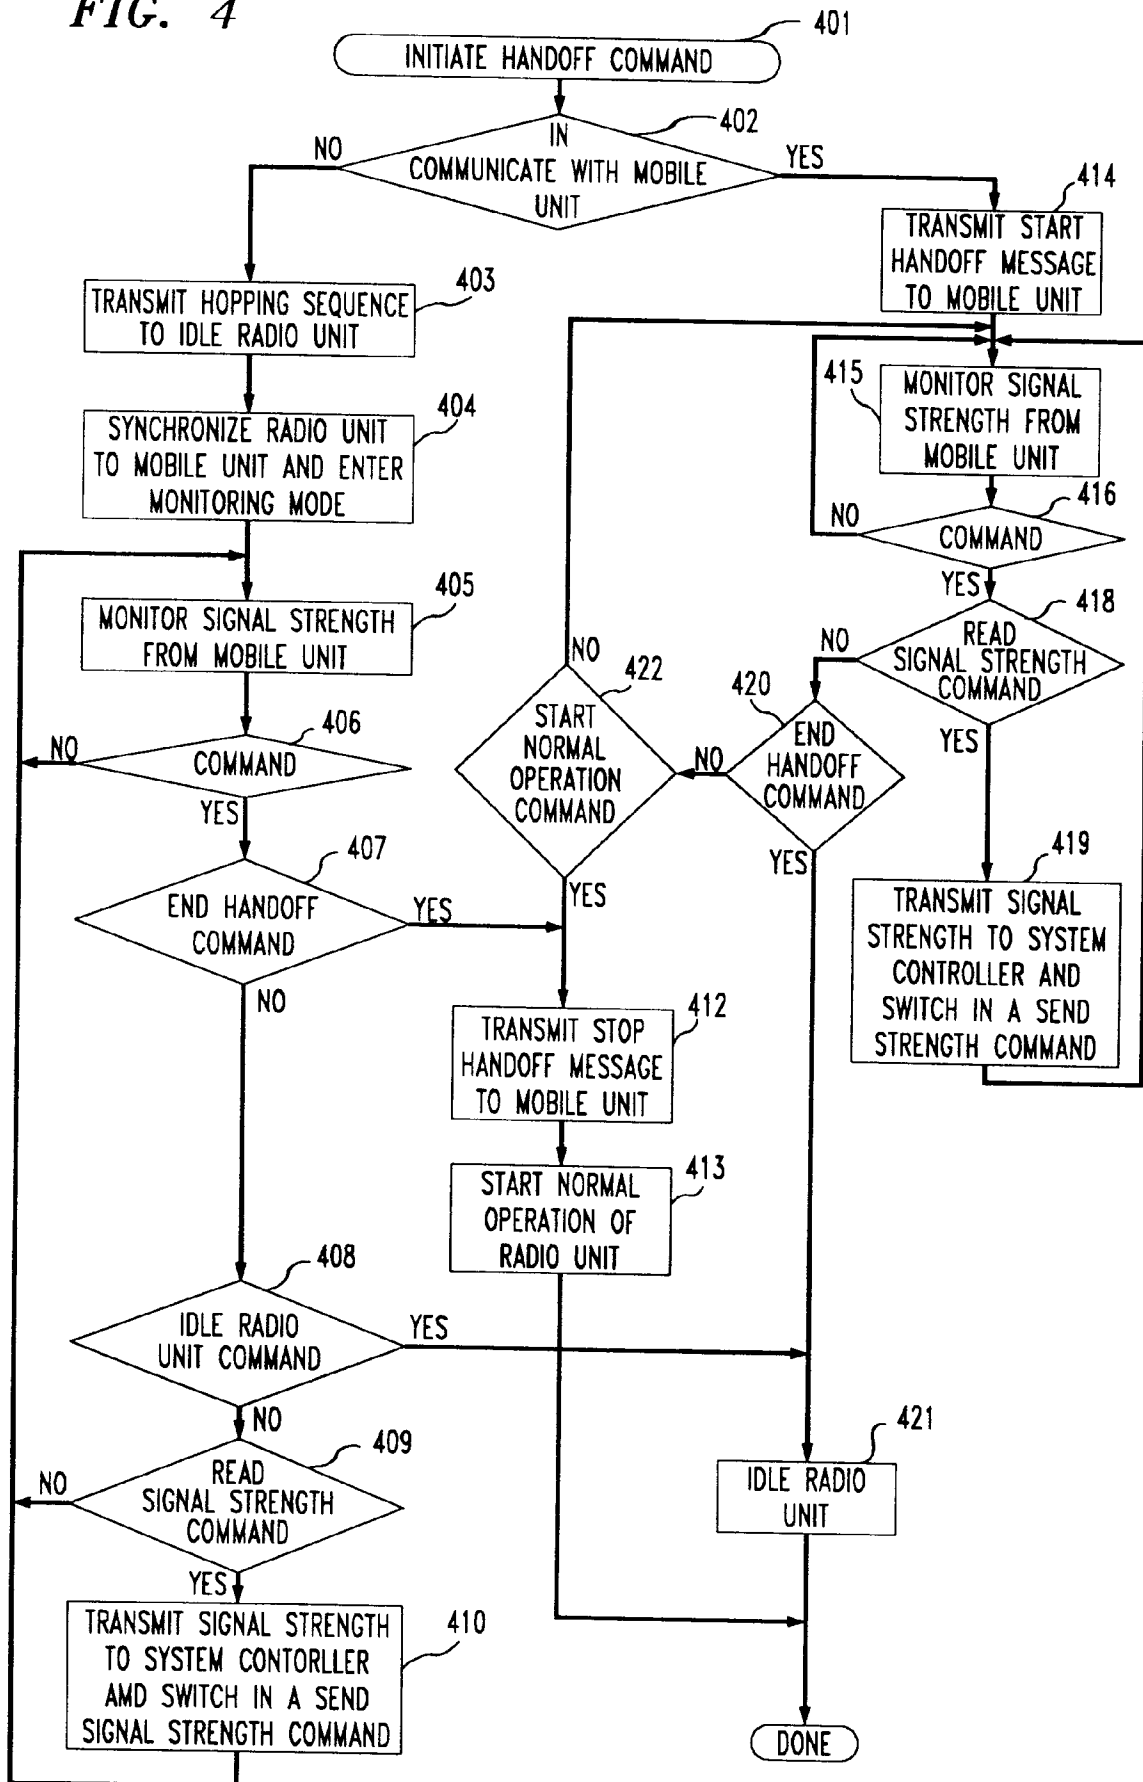 FIG. 4
401
INITIATE HANDOFF COMMAND
402
IN
COMMUNICATE WITH MOBILE
UNIT
NO
YES
414
TRANSMIT START
HANDOFF MESSAGE
TO MOBILE UNIT
403
TRANSMIT HOPPING SEQUENCE
TO IDLE RADIO UNIT
404
SYNCHRONIZE RADIO UNIT
TO MOBILE UNIT AND ENTER
MONITORING MODE
415
MONITOR SIGNAL
STRENGTH FROM
MOBILE UNIT
416
NO
COMMAND
YES
405
MONITOR SIGNAL STRENGTH
FROM MOBILE UNIT
418
NO
READ
SIGNAL STRENGTH
COMMAND
YES
406
NO
COMMAND
YES
NO
422
START
NORMAL
OPERATION
COMMAND
YES
420
NO
END
HANDOFF
COMMAND
YES
407
END HANDOFF
COMMAND
YES
NO
419
TRANSMIT SIGNAL
STRENGTH TO SYSTEM
CONTROLLER AND
SWITCH IN A SEND
STRENGTH COMMAND
412
TRANSMIT STOP
HANDOFF MESSAGE
TO MOBILE UNIT
413
START NORMAL
OPERATION OF
RADIO UNIT
408
IDLE RADIO
UNIT COMMAND
YES
NO
409
NO
READ
SIGNAL STRENGTH
COMMAND
YES
421
IDLE RADIO
UNIT
410
TRANSMIT SIGNAL STRENGTH
TO SYSTEM CONTORLLER
AMD SWITCH IN A SEND
SIGNAL STRENGTH COMMAND
DONE